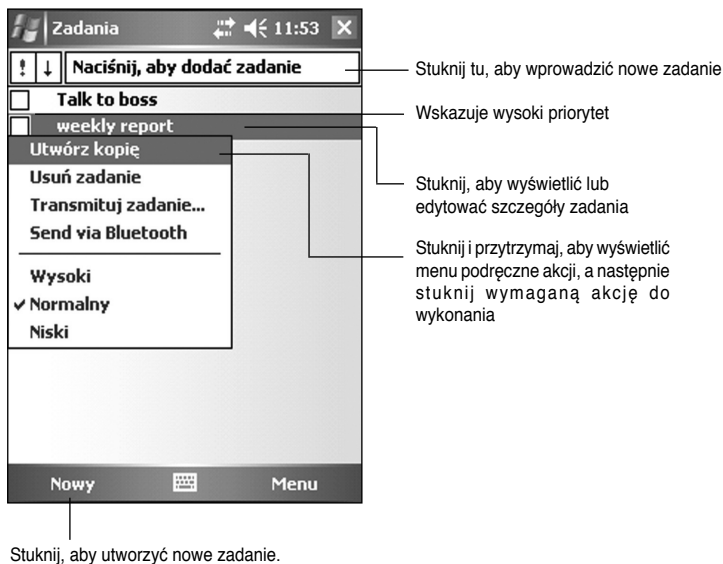 Zadania 11:53
! ↓ Naciśnij, aby dodać zadanie
Talk to boss
weekly report
Utwórz kopię
Usuń zadanie
Transmituj zadanie...
Send via Bluetooth
Wysoki
✓ Normalny
Niski
Nowy Menu
Stuknij tu, aby wprowadzić nowe zadanie
Wskazuje wysoki priorytet
Stuknij, aby wyświetlić lub
edytować szczegóły zadania
Stuknij i przytrzymaj, aby wyświetlić
menu podręczne akcji, a następnie
stuknij wymaganą akcję do
wykonania
Stuknij, aby utworzyć nowe zadanie.